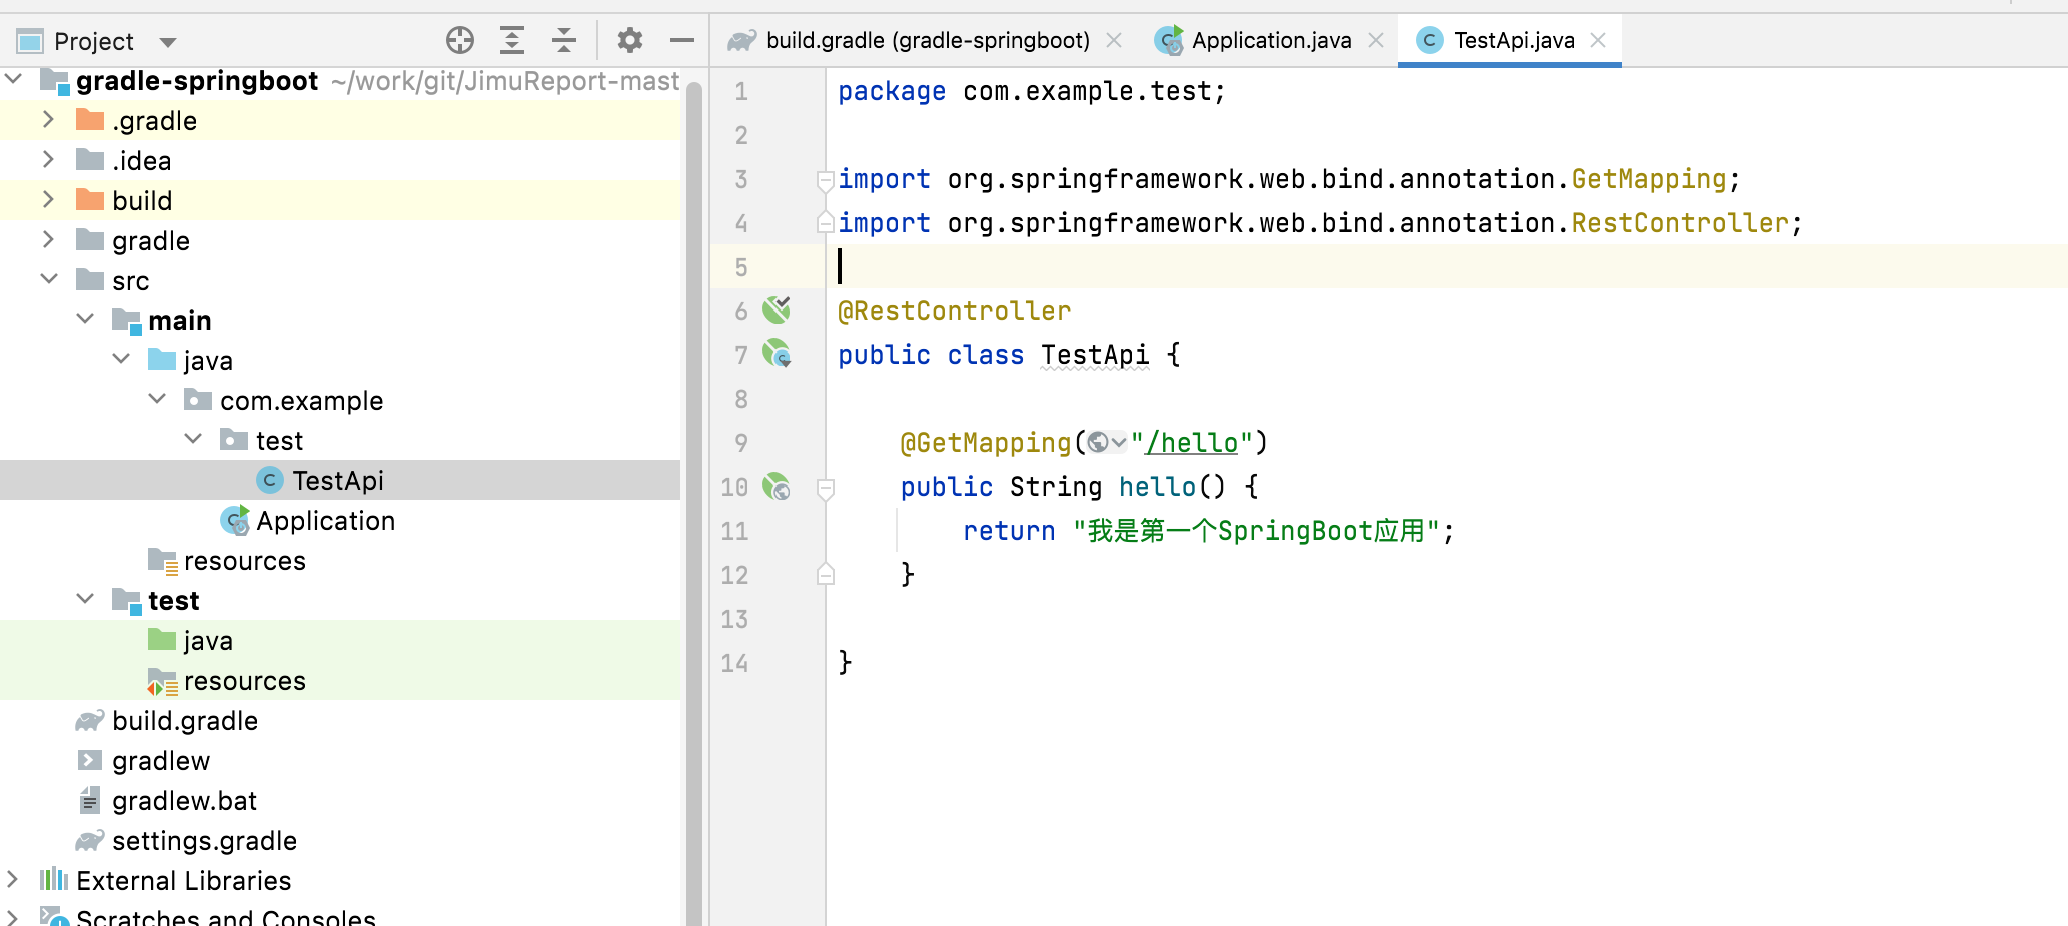 Project
build.gradle (gradle-springboot)
Application.java
TestApi.java
gradle-springboot ~/work/git/JimuReport-mast
.gradle
.idea
build
gradle
src
main
java
com.example
test
TestApi
Application
resources
test
java
resources
build.gradle
gradlew
gradlew.bat
settings.gradle
External Libraries
Scratches and Consoles
1 package com.example.test;
2
3 import org.springframework.web.bind.annotation.GetMapping;
4 import org.springframework.web.bind.annotation.RestController;
5
6 @RestController
7 public class TestApi {
8
9 @GetMapping("/hello")
10 public String hello() {
11 return "我是第一个SpringBoot应用";
12 }
13
14 }